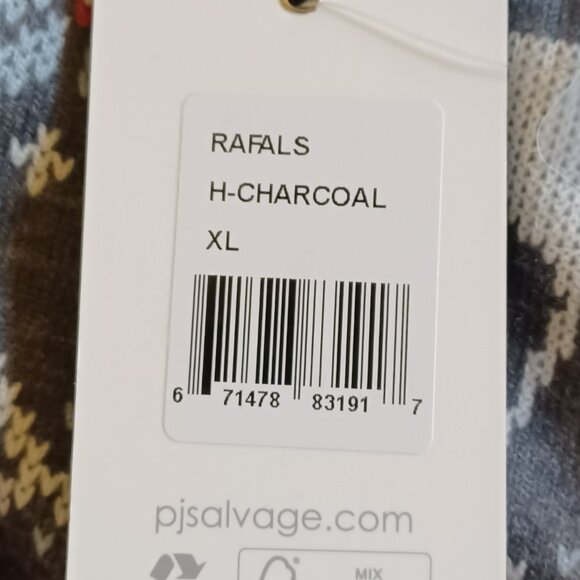 RAFALS
H-CHARCOAL
XL
6 71478 83191 7
pjsalvage.com
MIX